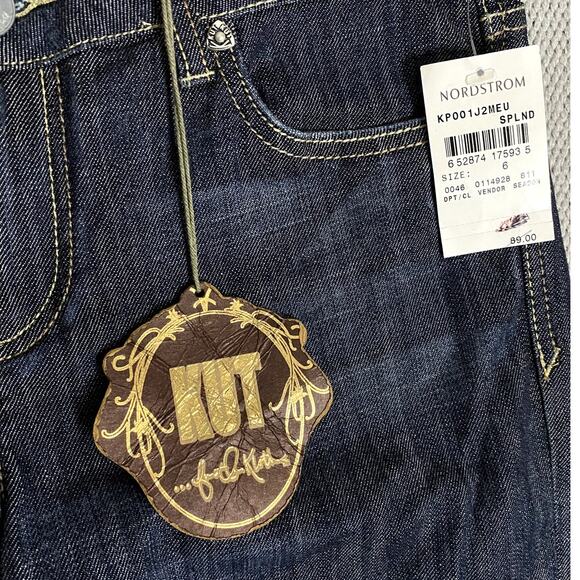 NORDSTROM
KP001J2MEU
SPLND
6 52874 17593 5
SIZE: 6
0046 0114928 611
DPT/CL VENDOR SEASON
89.00
KUT
...from the Kloth